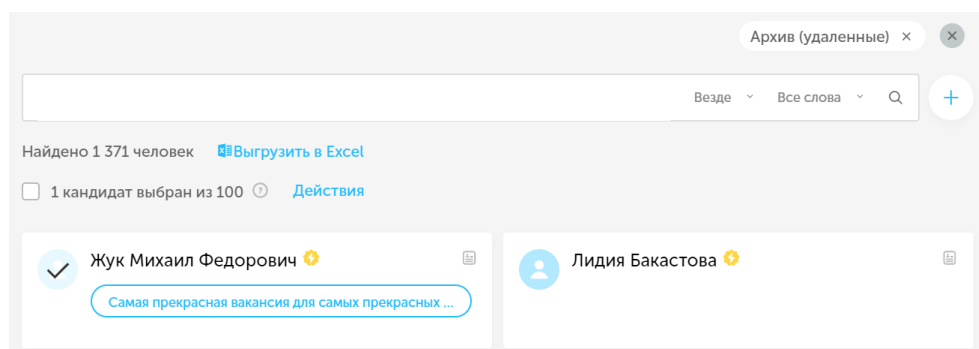 Архив (удаленные) ×
Везде Все слова
Найдено 1 371 человек Выгрузить в Excel
1 кандидат выбран из 100 ? Действия
Жук Михаил Федорович
Самая прекрасная вакансия для самых прекрасных ...
Лидия Бакастова